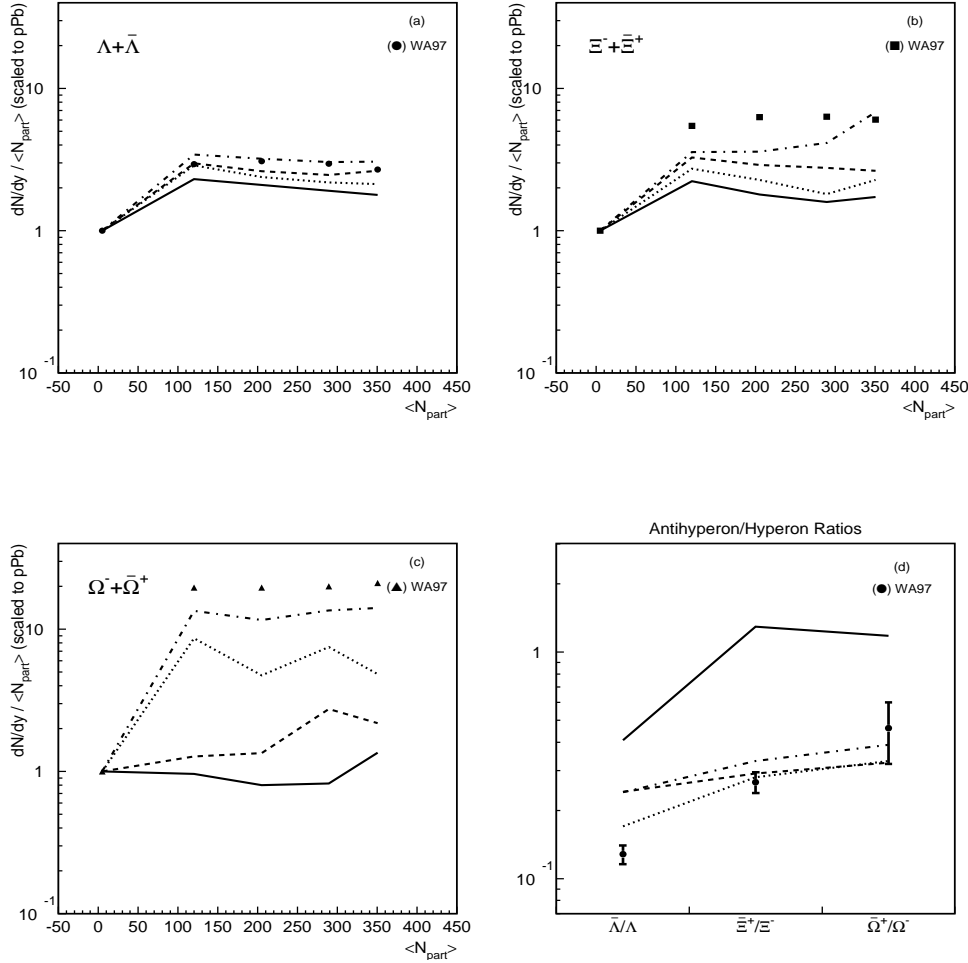 (a)
Λ+Λ̄
(●) WA97
dN/dy / <N_part> (scaled to pPb)
10
1
10 -1
-50 0 50 100 150 200 250 300 350 400 450
<N_part>
(b)
Ξ⁻+Ξ̄⁺
(■) WA97
dN/dy / <N_part> (scaled to pPb)
10
1
10 -1
-50 0 50 100 150 200 250 300 350 400 450
<N_part>
(c)
Ω⁻+Ω̄⁺
(▲) WA97
dN/dy / <N_part> (scaled to pPb)
10
1
10 -1
-50 0 50 100 150 200 250 300 350 400 450
<N_part>
Antihyperon/Hyperon Ratios
(d)
(●) WA97
1
10 -1
Λ̄/Λ Ξ̄⁺/Ξ⁻ Ω̄⁺/Ω⁻